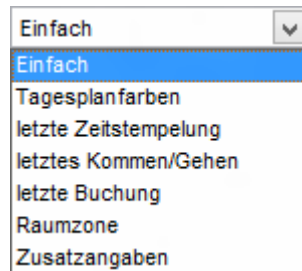 Einfach
Einfach
Tagesplanfarben
letzte Zeitstempelung
letztes Kommen/Gehen
letzte Buchung
Raumzone
Zusatzangaben